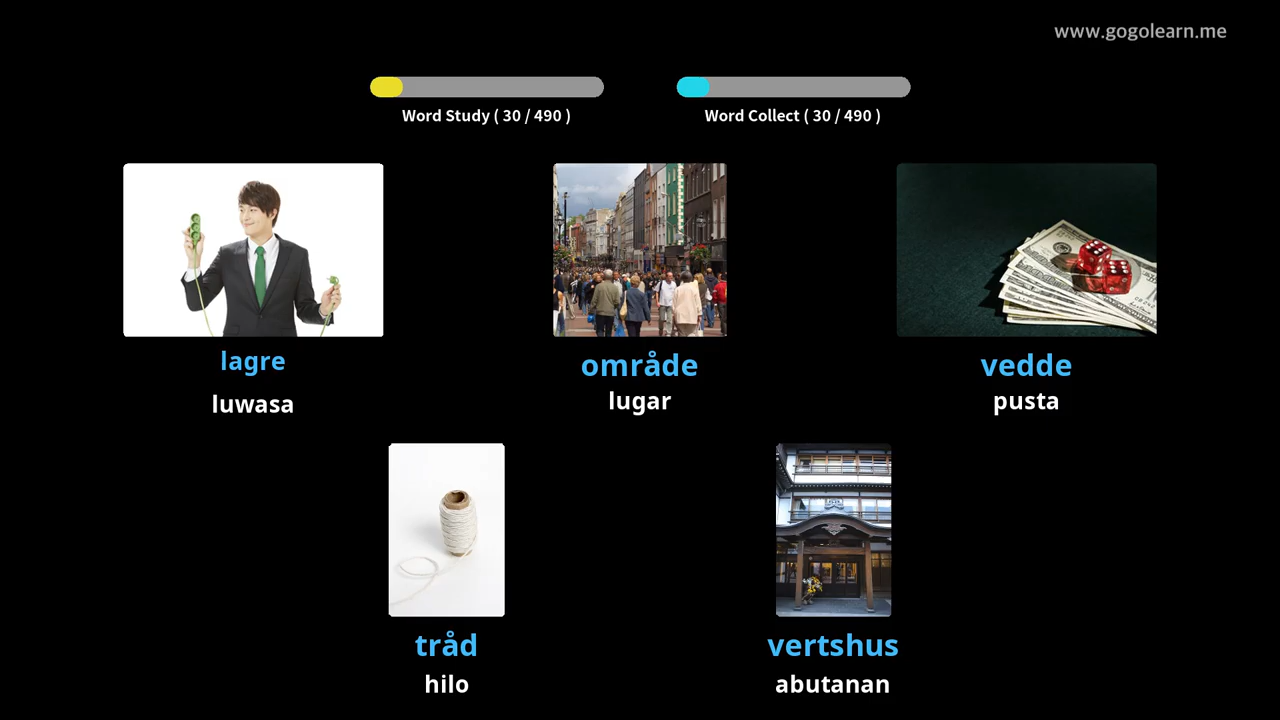 www.gogolearn.me
Word Study ( 30 / 490 )
Word Collect ( 30 / 490 )
lagre
luwasa
område
lugar
vedde
pusta
tråd
hilo
vertshus
abutanan